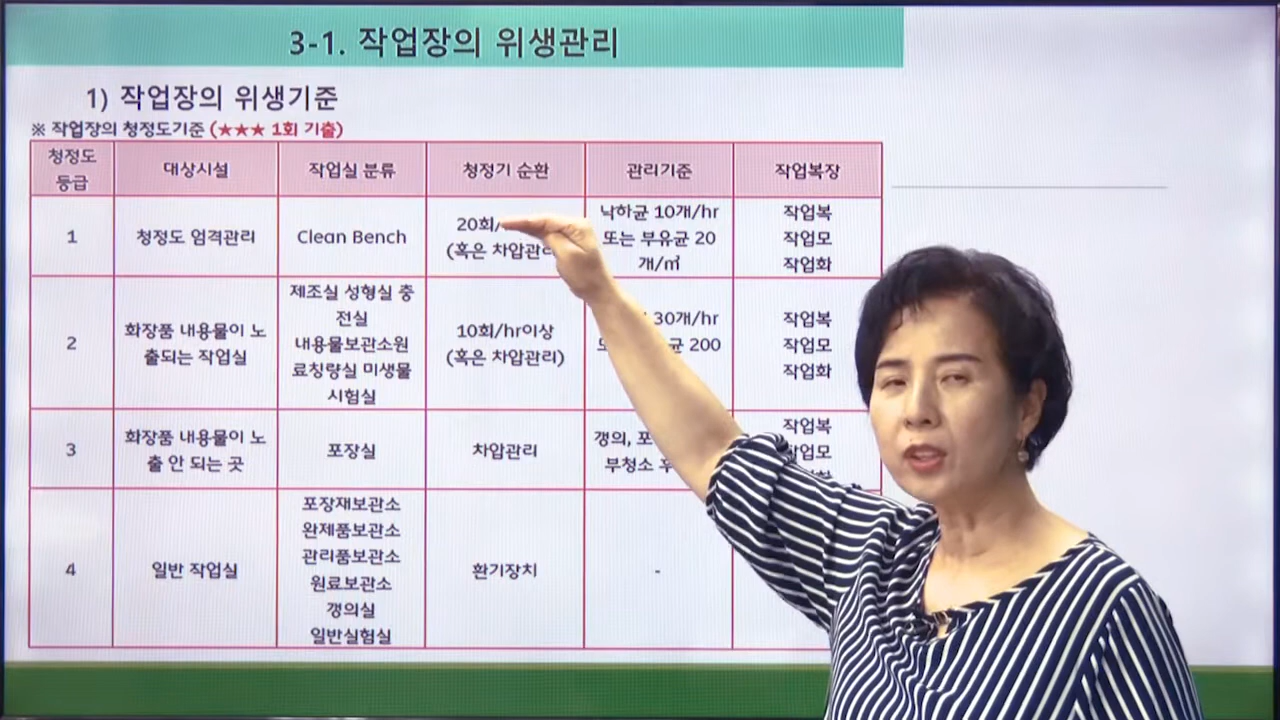 3-1. 작업장의 위생관리
1) 작업장의 위생기준
※ 작업장의 청정도기준 (★★★ 1회 기출)
청정도
등급
대상시설
작업실 분류
청정기 순환
관리기준
작업복장
1
청정도 엄격관리
Clean Bench
20회/
(혹은 차압관리
낙하균 10개/hr
또는 부유균 20
개/㎥
작업복
작업모
작업화
2
화장품 내용물이 노
출되는 작업실
제조실 성형실 충
전실
내용물보관소원
료칭량실 미생물
시험실
10회/hr이상
(혹은 차압관리)
30개/hr
균 200
작업복
작업모
작업화
3
화장품 내용물이 노
출 안 되는 곳
포장실
차압관리
갱의, 포
부청소 후
작업복
작업모
4
일반 작업실
포장재보관소
완제품보관소
관리품보관소
원료보관소
갱의실
일반실험실
환기장치
-